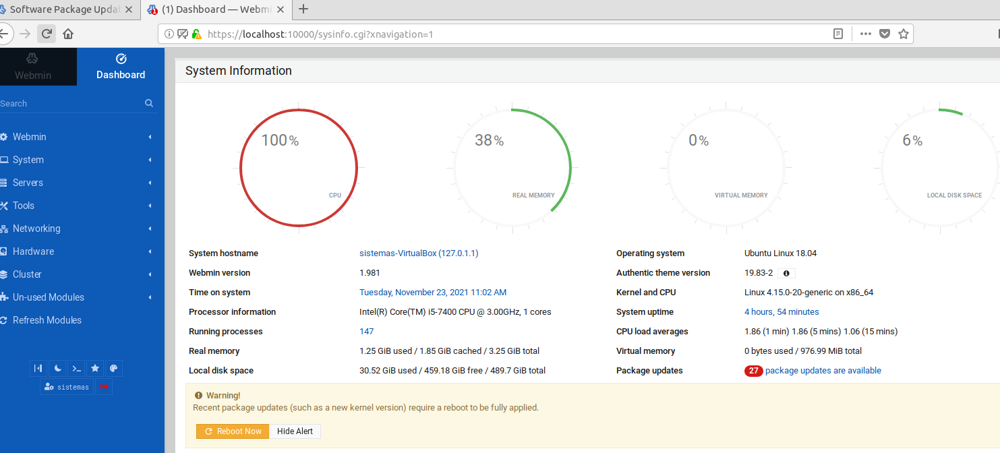 Software Package Updat
(1) Dashboard — Webmi
https://localhost:10000/sysinfo.cgi?xnavigation=1
Webmin
Dashboard
Search
Webmin
System
Servers
Tools
Networking
Hardware
Cluster
Un-used Modules
Refresh Modules
sistemas
System Information
100%
CPU
38%
REAL MEMORY
0%
VIRTUAL MEMORY
6%
LOCAL DISK SPACE
System hostname sistemas-VirtualBox (127.0.1.1) Operating system Ubuntu Linux 18.04
Webmin version 1.981 Authentic theme version 19.83-2
Time on system Tuesday, November 23, 2021 11:02 AM Kernel and CPU Linux 4.15.0-20-generic on x86_64
Processor information Intel(R) Core(TM) i5-7400 CPU @ 3.00GHz, 1 cores System uptime 4 hours, 54 minutes
Running processes 147 CPU load averages 1.86 (1 min) 1.86 (5 mins) 1.06 (15 mins)
Real memory 1.25 GiB used / 1.85 GiB cached / 3.25 GiB total Virtual memory 0 bytes used / 976.99 MiB total
Local disk space 30.52 GiB used / 459.18 GiB free / 489.7 GiB total Package updates 27 package updates are available
Warning!
Recent package updates (such as a new kernel version) require a reboot to be fully applied.
Reboot Now Hide Alert